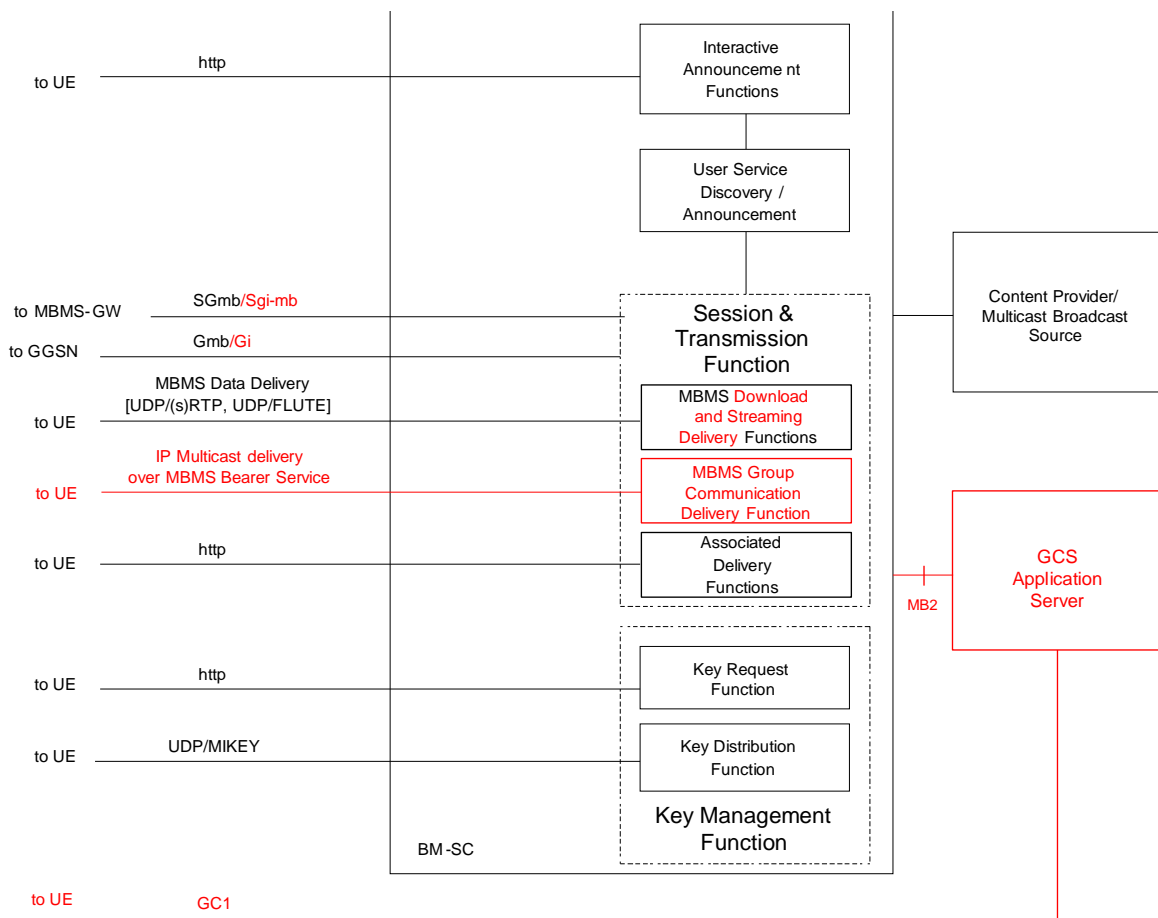 Interactive
Announceme nt
Functions
http
to UE
User Service
Discovery /
Announcement
SGmb/Sgi-mb
to MBMS-GW
Gmb/Gi
to GGSN
Session &
Transmission
Function
Content Provider/
Multicast Broadcast
Source
MBMS Data Delivery
[UDP/(s)RTP, UDP/FLUTE]
to UE
MBMS Download
and Streaming
Delivery Functions
IP Multicast delivery
over MBMS Bearer Service
to UE
MBMS Group
Communication
Delivery Function
http
to UE
Associated
Delivery
Functions
MB2
GCS
Application
Server
http
to UE
Key Request
Function
UDP/MIKEY
to UE
Key Distribution
Function
Key Management
Function
BM-SC
to UE
GC1